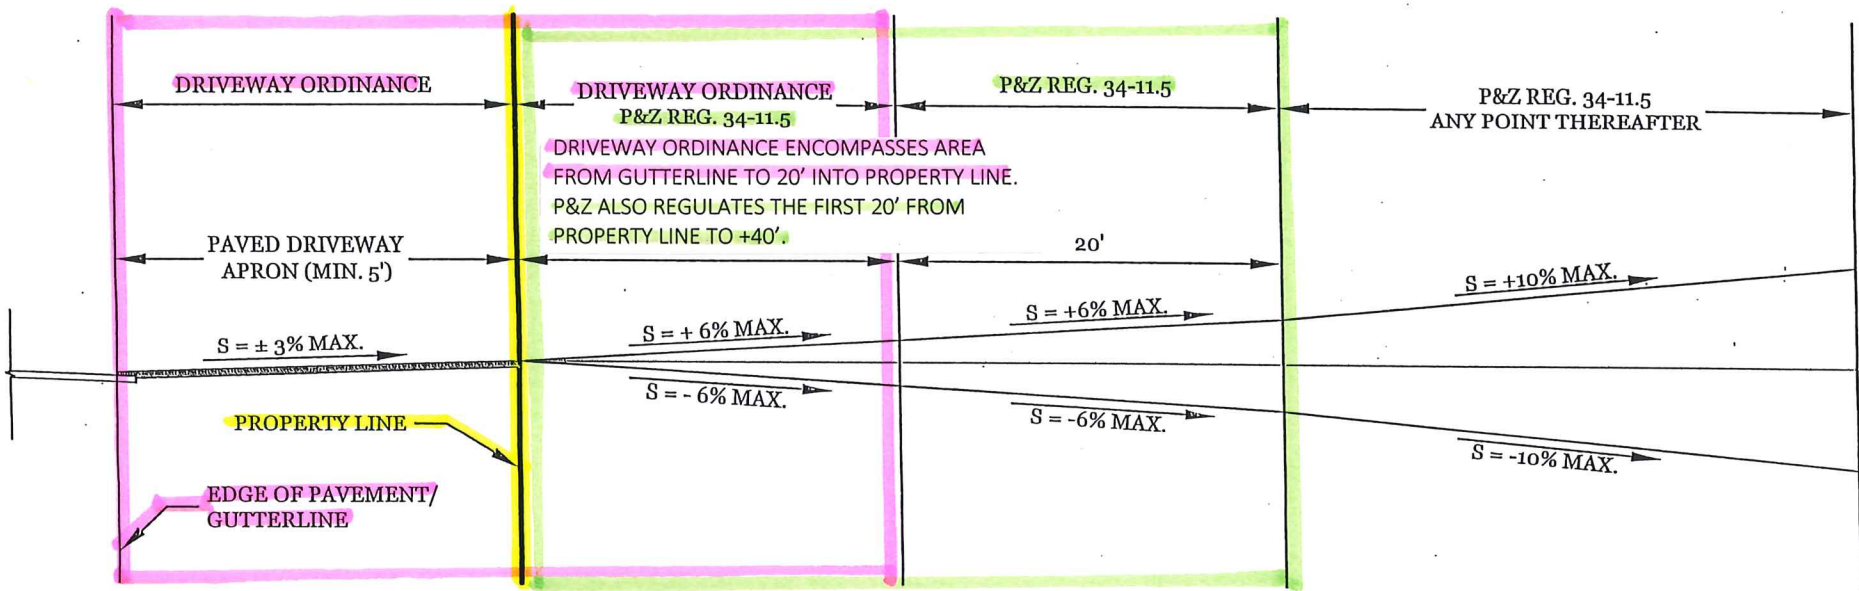 DRIVEWAY ORDINANCE
DRIVEWAY ORDINANCE
P&Z REG. 34-11.5
P&Z REG. 34-11.5
P&Z REG. 34-11.5
ANY POINT THEREAFTER
DRIVEWAY ORDINANCE ENCOMPASSES AREA
FROM GUTTERLINE TO 20' INTO PROPERTY LINE.
P&Z ALSO REGULATES THE FIRST 20' FROM
PROPERTY LINE TO +40'.
PAVED DRIVEWAY
APRON (MIN. 5')
20'
S = ± 3% MAX.
S = + 6% MAX.
S = +6% MAX.
S = +10% MAX.
S = - 6% MAX.
S = -6% MAX.
S = -10% MAX.
PROPERTY LINE
EDGE OF PAVEMENT/
GUTTERLINE